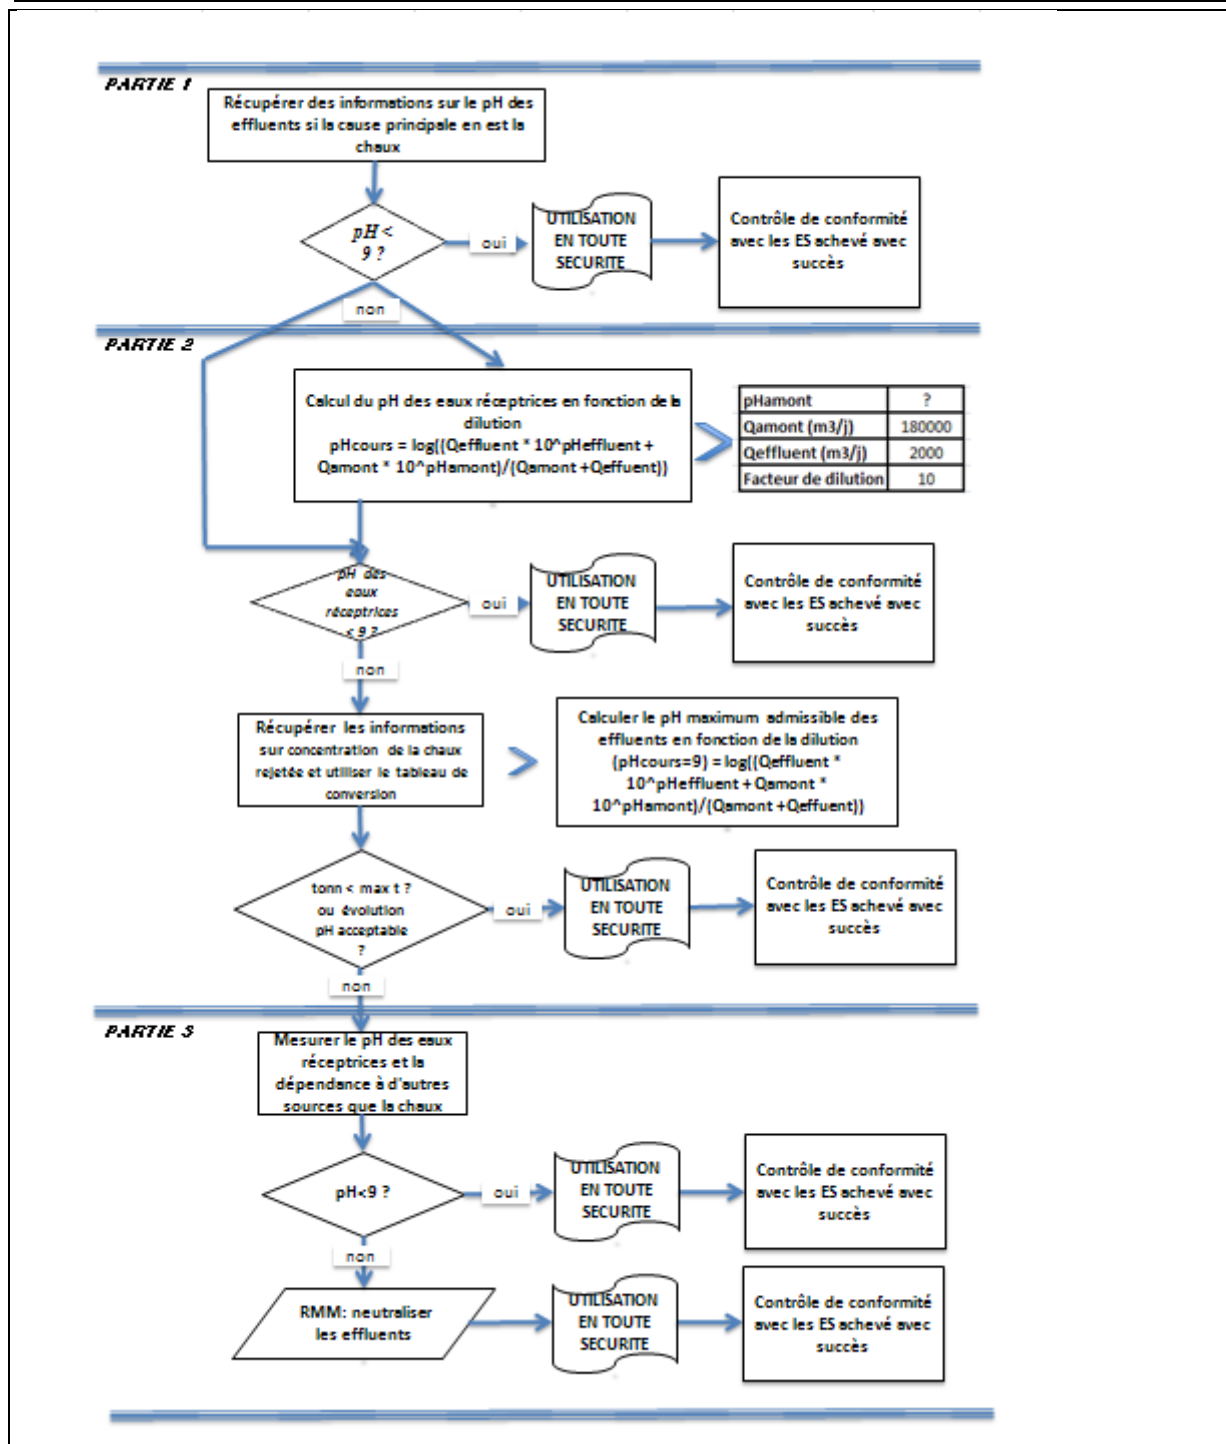 PARTIE 1
Récupérer des informations sur le pH des
effluents si la cause principale en est la
chaux
pH <
9 ?
oui
UTILISATION
EN TOUTE
SECURITE
Contrôle de conformité
avec les ES achevé avec
succès
non
PARTIE 2
Calcul du pH des eaux réceptrices en fonction de la
dilution
pHcours = log((Qeffluent * 10^pHeffluent +
Qamont * 10^pHamont)/(Qamont +Qeffuent))
pHamont ?
Qamont (m3/j) 180000
Qeffluent (m3/j) 2000
Facteur de dilution 10
pH des
eaux
réceptrices
< 9 ?
oui
UTILISATION
EN TOUTE
SECURITE
Contrôle de conformité
avec les ES achevé avec
succès
non
Récupérer les informations
sur concentration de la chaux
rejetée et utiliser le tableau de
conversion
Calculer le pH maximum admissible des
effluents en fonction de la dilution
(pHcours=9) = log((Qeffluent *
10^pHeffluent + Qamont *
10^pHamont)/(Qamont +Qeffuent))
tonn < max t ?
ou évolution
pH acceptable
?
oui
UTILISATION
EN TOUTE
SECURITE
Contrôle de conformité
avec les ES achevé avec
succès
non
PARTIE 3
Mesurer le pH des eaux
réceptrices et la
dépendance à d'autres
sources que la chaux
pH<9 ?
oui
UTILISATION
EN TOUTE
SECURITE
Contrôle de conformité
avec les ES achevé avec
succès
non
RMM: neutraliser
les effluents
UTILISATION
EN TOUTE
SECURITE
Contrôle de conformité
avec les ES achevé avec
succès